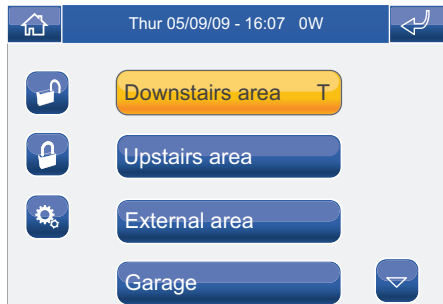 Thur 05/09/09 - 16:07 0W
Downstairs area T
Upstairs area
External area
Garage